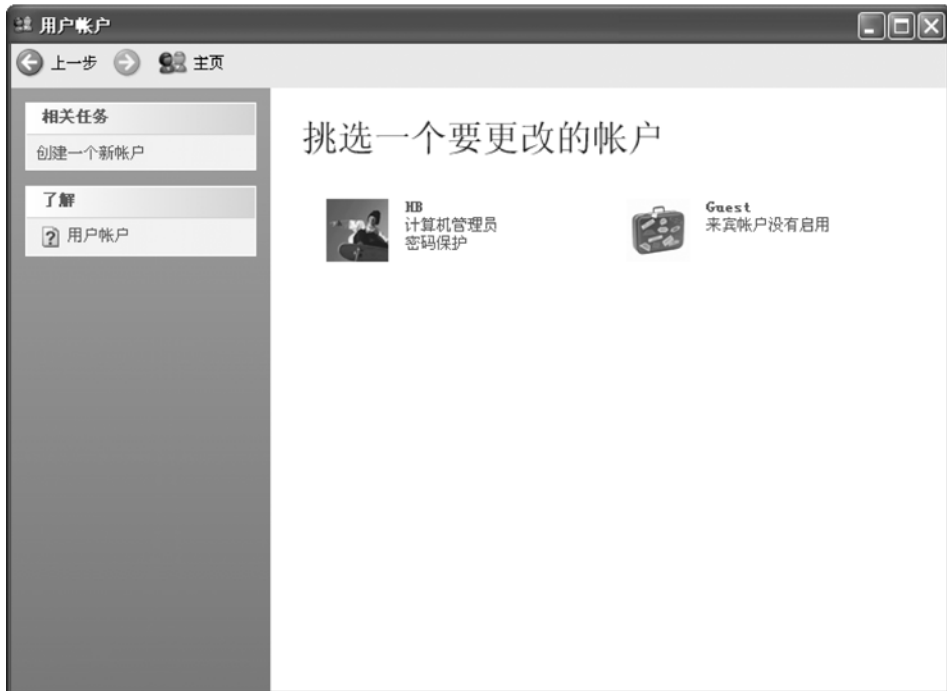 用户帐户
上一步 主页
相关任务
创建一个新帐户
了解
用户帐户
挑选一个要更改的帐户
HB
计算机管理员
密码保护
Guest
来宾帐户没有启用